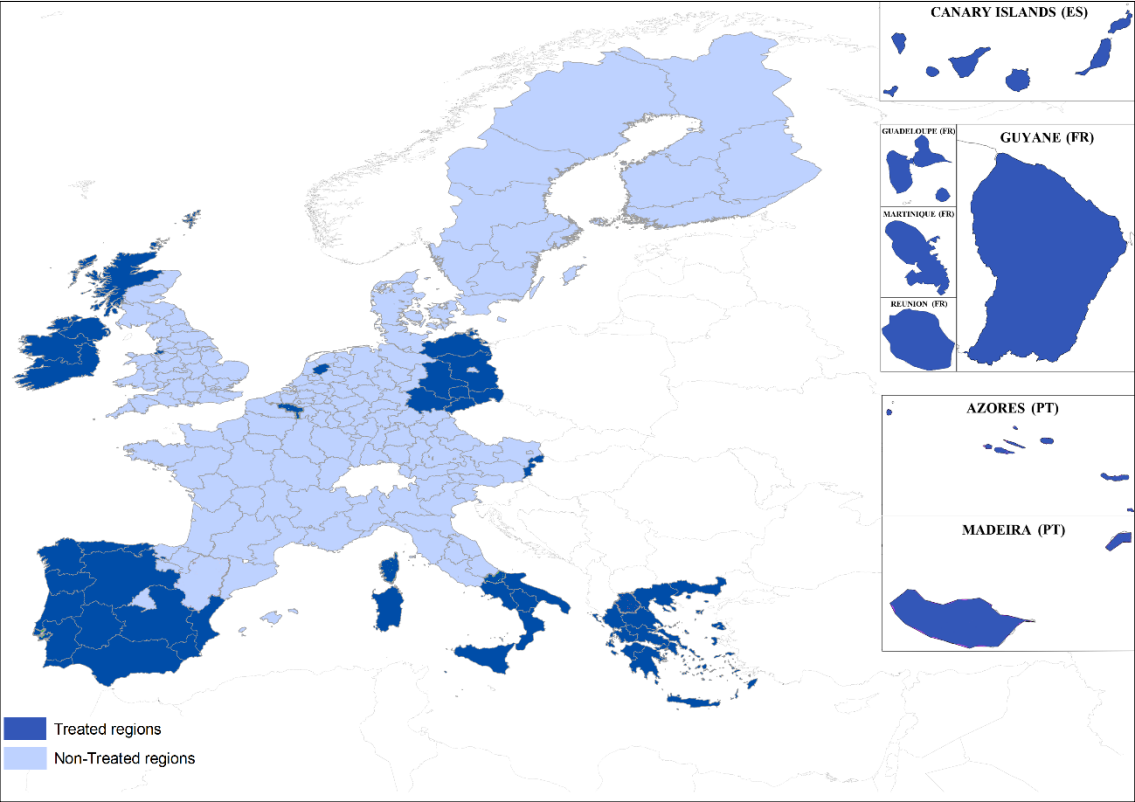 CANARY ISLANDS (ES)
GUADELOUPE (FR)
GUYANE (FR)
MARTINIQUE (FR)
REUNION (FR)
AZORES (PT)
MADEIRA (PT)
Treated regions
Non-Treated regions